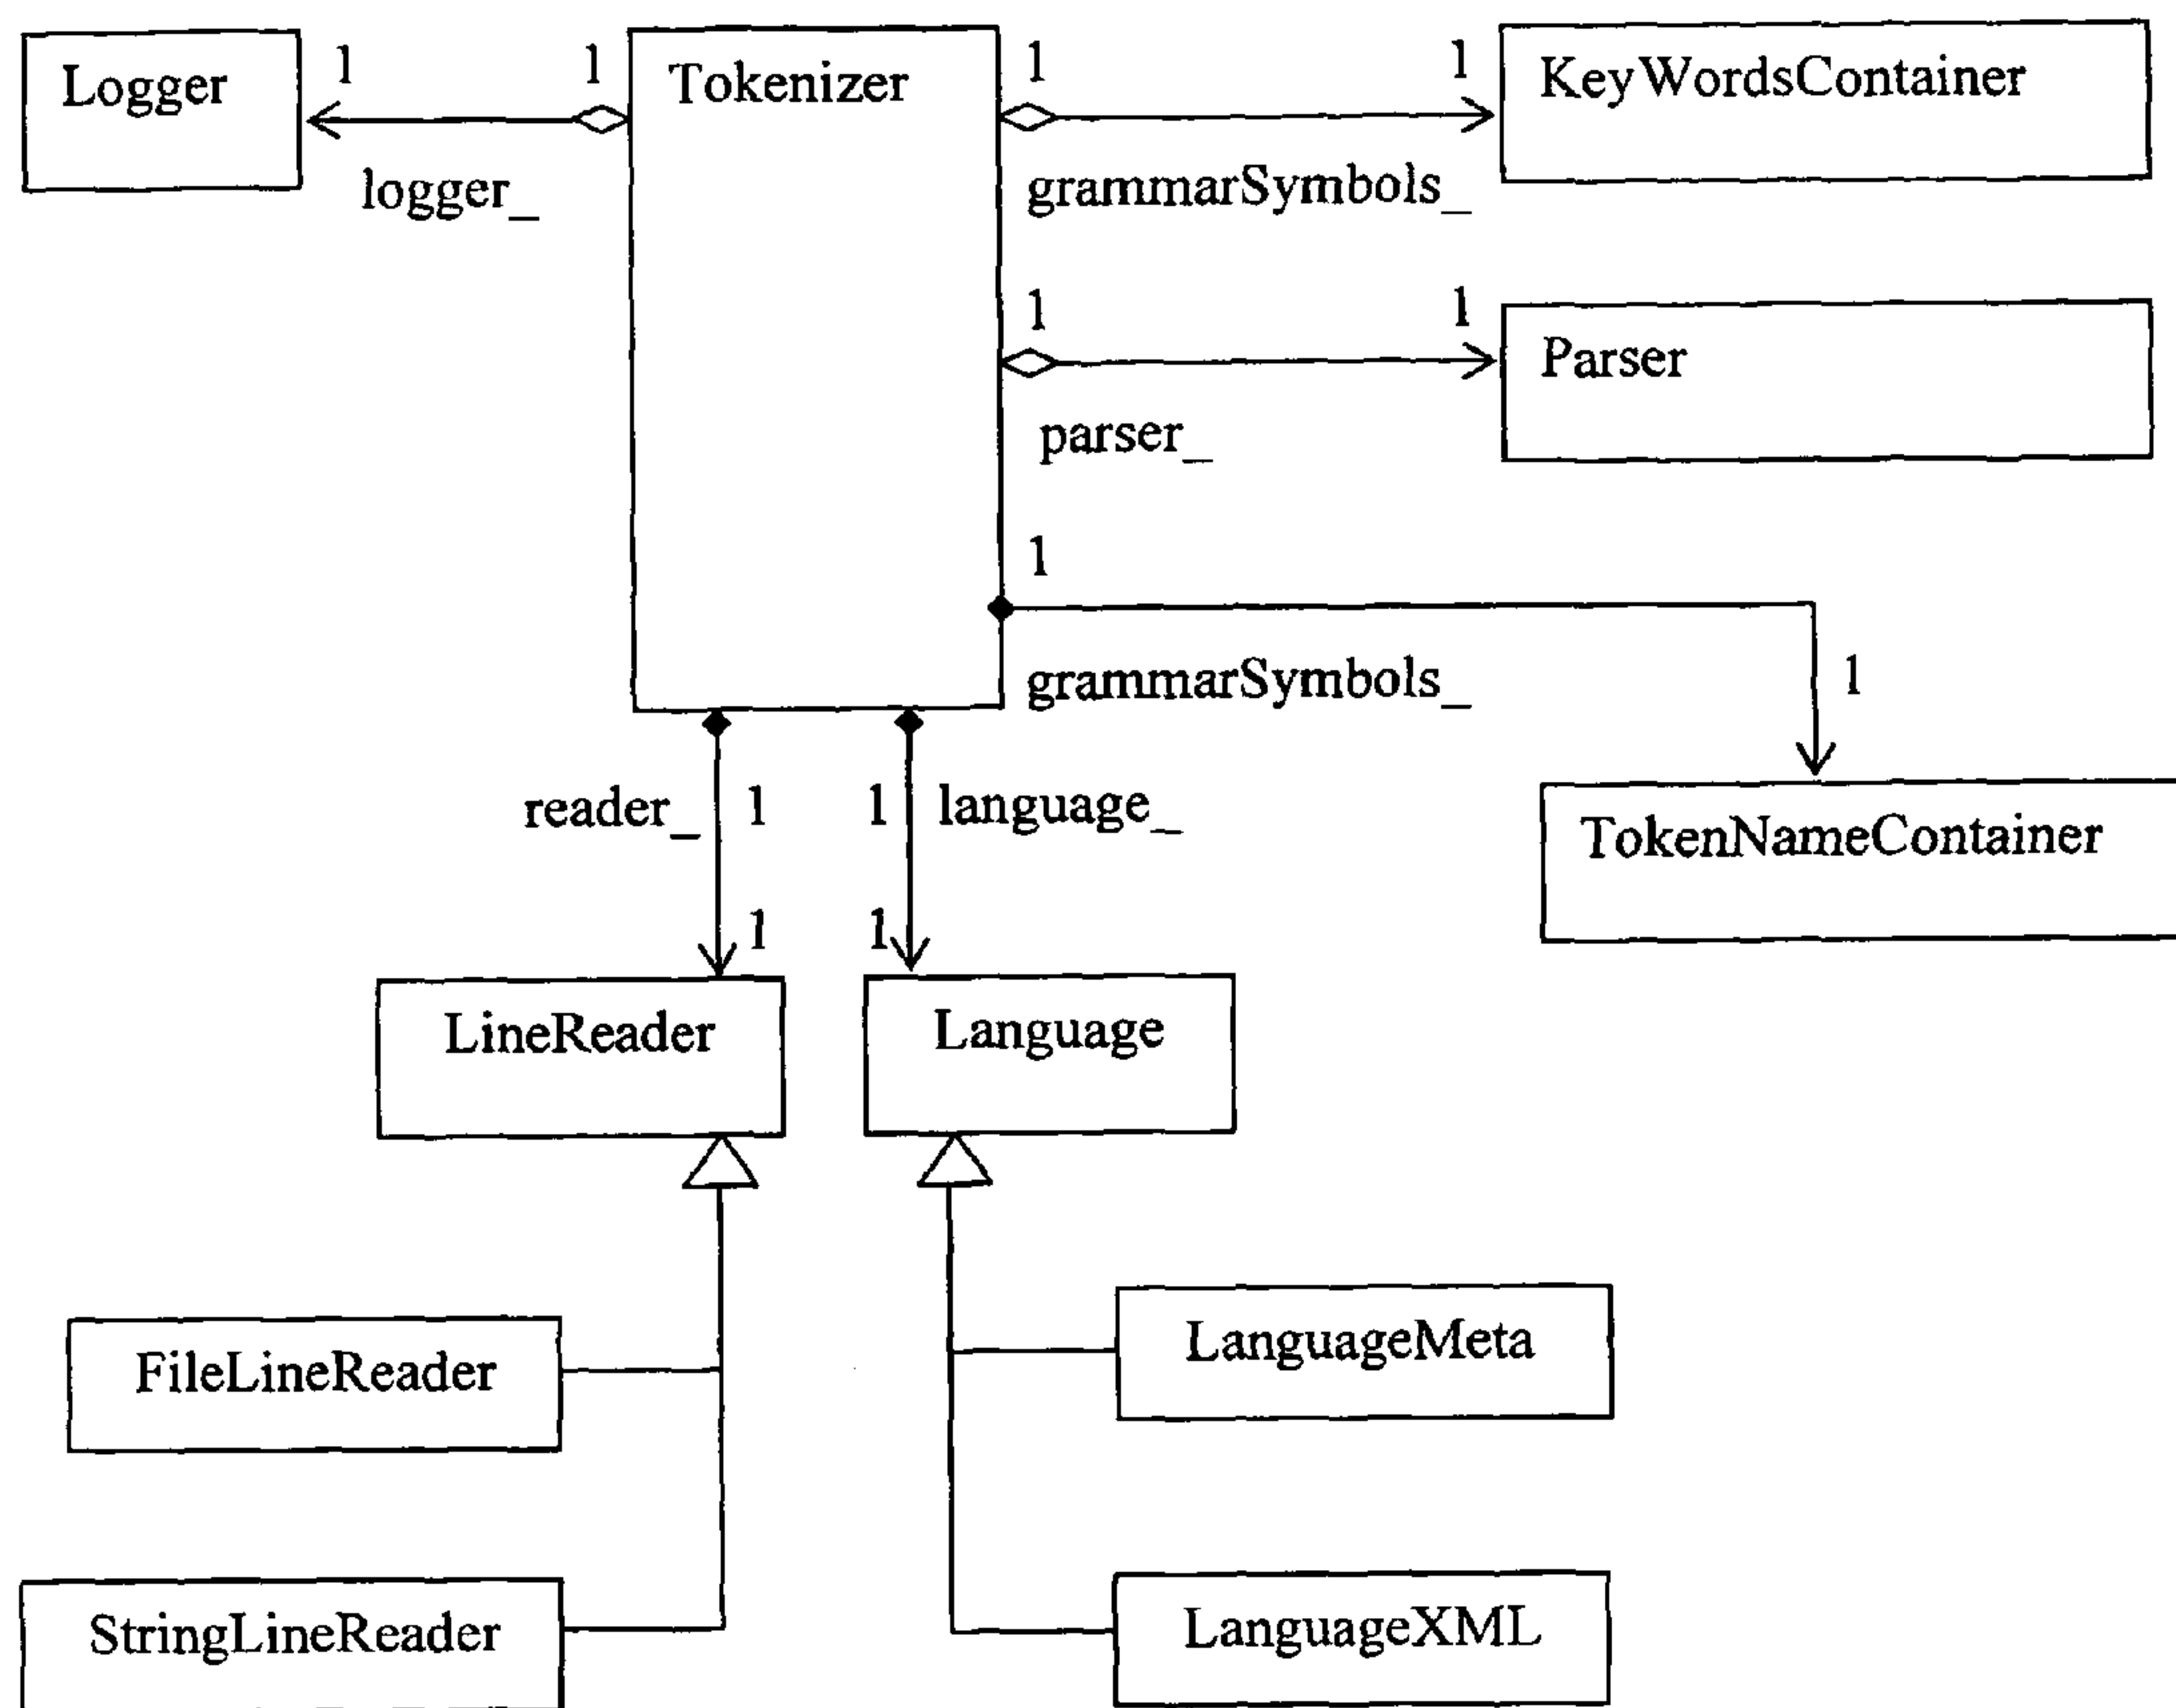 Logger
1
1
logger_
Tokenizer
1
1
grammarSymbols_
KeyWordsContainer
1
1
parser_
Parser
1
grammarSymbols_
1
TokenNameContainer
reader_
1
1
language_
1
1
LineReader
Language
FileLineReader
LanguageMeta
StringLineReader
LanguageXML